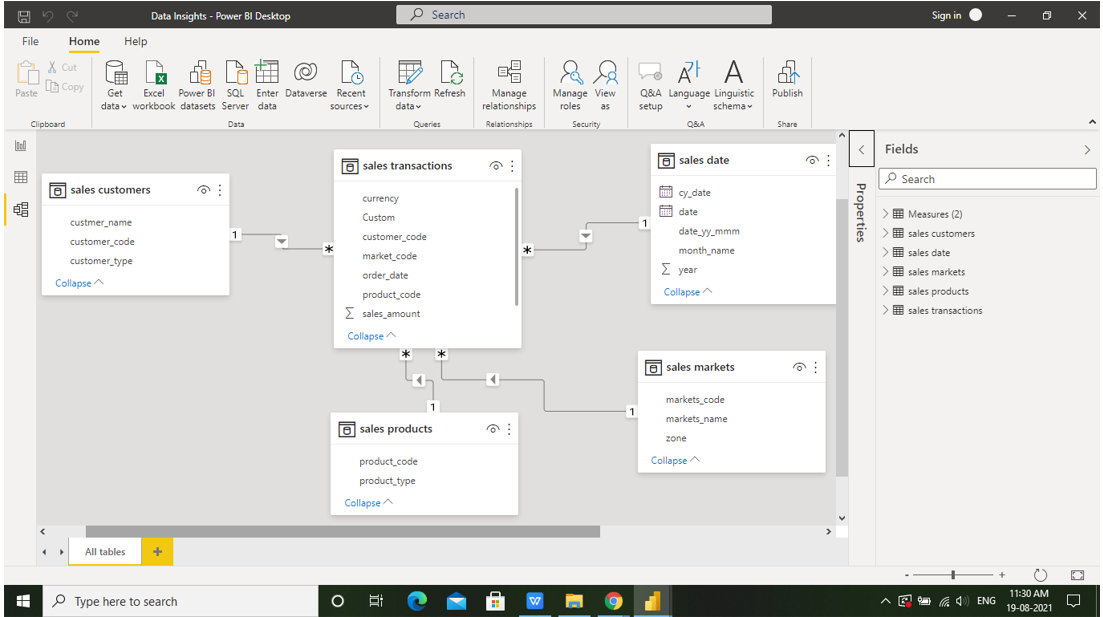 Data Insights - Power BI Desktop
Search
Sign in
File Home Help
Paste
Cut
Copy
Clipboard
Get data
Excel workbook
Power BI datasets
SQL Server
Enter data
Dataverse
Recent sources
Data
Transform data
Refresh
Queries
Manage relationships
Relationships
Manage roles
View as
Security
Q&A setup
Language
Linguistic schema
Q&A
Publish
Share
sales customers
custmer_name
customer_code
customer_type
Collapse
1
*
sales transactions
currency
Custom
customer_code
market_code
order_date
product_code
Σ sales_amount
Collapse
*
1
sales date
cy_date
date
date_yy_mmm
month_name
Σ year
Collapse
*
*
1
1
sales products
product_code
product_type
Collapse
sales markets
markets_code
markets_name
zone
Collapse
Properties
Fields
Search
Measures (2)
sales customers
sales date
sales markets
sales products
sales transactions
All tables
+
- +
Type here to search
ENG
11:30 AM
19-08-2021